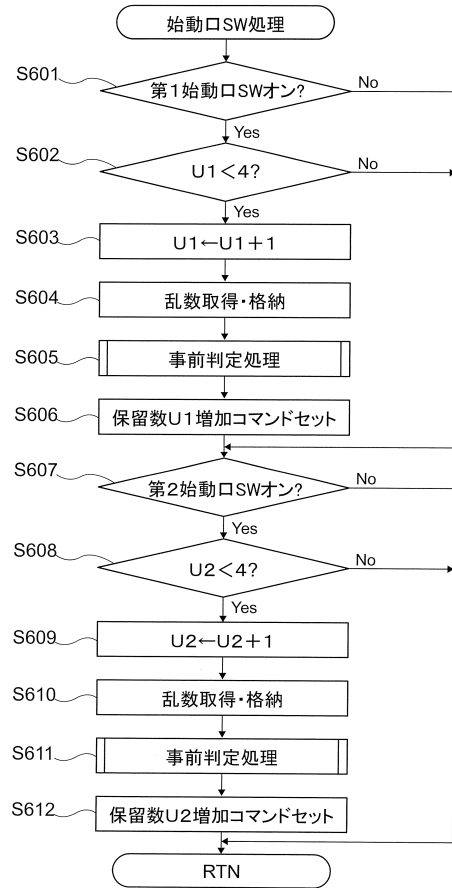 始動口SW処理
S601
第1始動口SWオン?
No
Yes
S602
U1＜4?
No
Yes
S603
U1←U1＋1
S604
乱数取得・格納
S605
事前判定処理
S606
保留数U1増加コマンドセット
S607
第2始動口SWオン?
No
Yes
S608
U2＜4?
No
Yes
S609
U2←U2＋1
S610
乱数取得・格納
S611
事前判定処理
S612
保留数U2増加コマンドセット
RTN